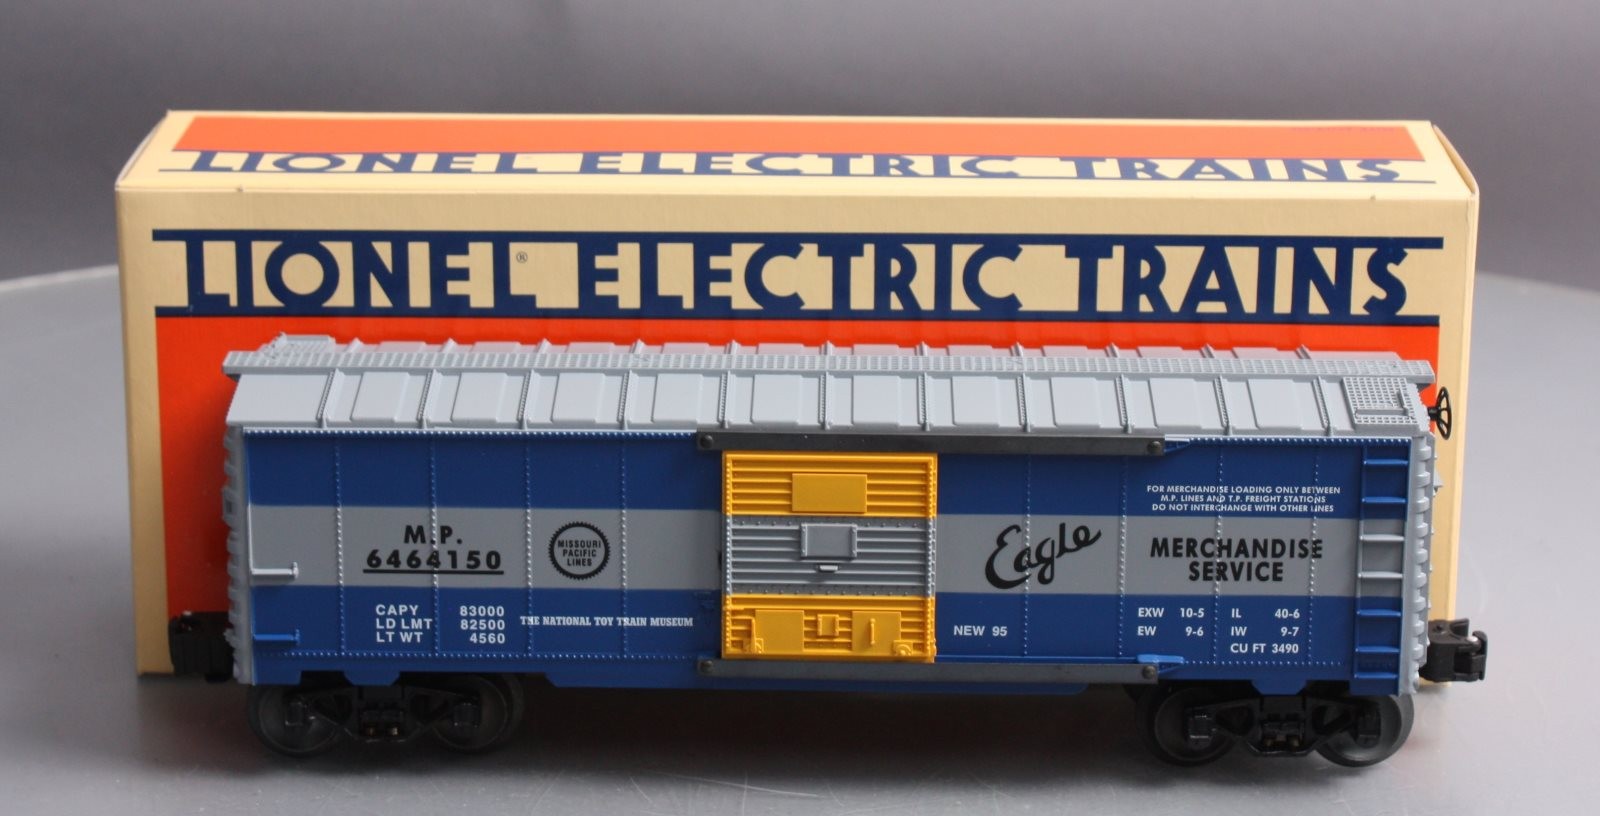 LIONEL ELECTRIC TRAINS
LIONEL® ELECTRIC TRAINS
M.P.
6464150
MISSOURI
PACIFIC
LINES
CAPY 83000
LD LMT 82500
LT WT 4560
THE NATIONAL TOY TRAIN MUSEUM
NEW 95
Eagle
FOR MERCHANDISE LOADING ONLY BETWEEN
M.P. LINES AND T.P. FREIGHT STATIONS
DO NOT INTERCHANGE WITH OTHER LINES
MERCHANDISE
SERVICE
EXW 10-5 IL 40-6
EW 9-6 IW 9-7
CU FT 3490